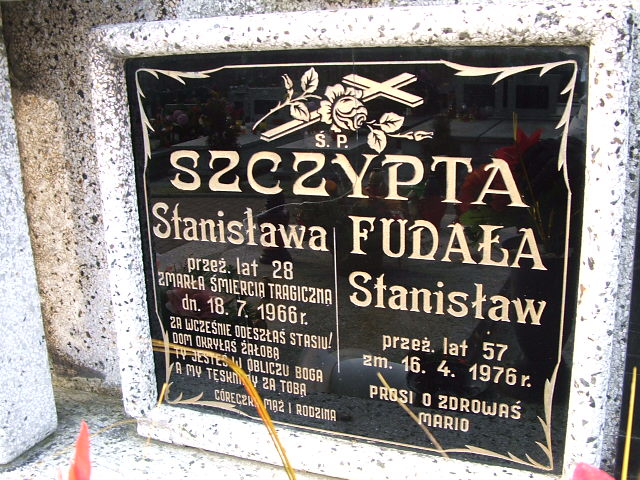 Ś. P.
SZCZYPTA
Stanisława
przeż. lat 28
ZMARŁA ŚMIERCIĄ TRAGICZNĄ
dn. 18. 7. 1966 r.
ZA WCZEŚNIE ODESZŁAŚ STASIU!
DOM OKRYŁAŚ ŻAŁOBĄ
TY JESTEŚ W OBLICZU BOGA
A MY TĘSKNIMY ZA TOBĄ
CÓRECZKI MĄŻ I RODZINA
FUDAŁA
Stanisław
przeż. lat 57
zm. 16. 4. 1976 r.
PROSI O ZDROWAŚ
MARIO